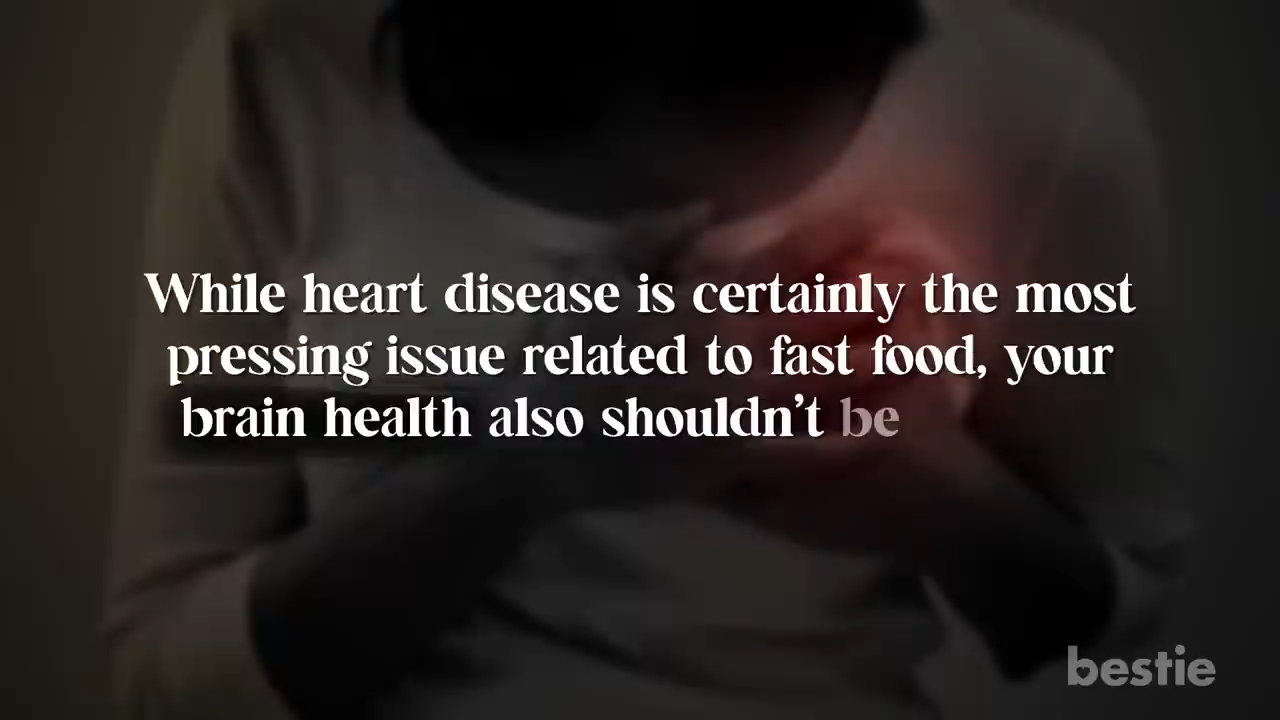 While heart disease is certainly the most
pressing issue related to fast food, your
brain health also shouldn’t be
bestie